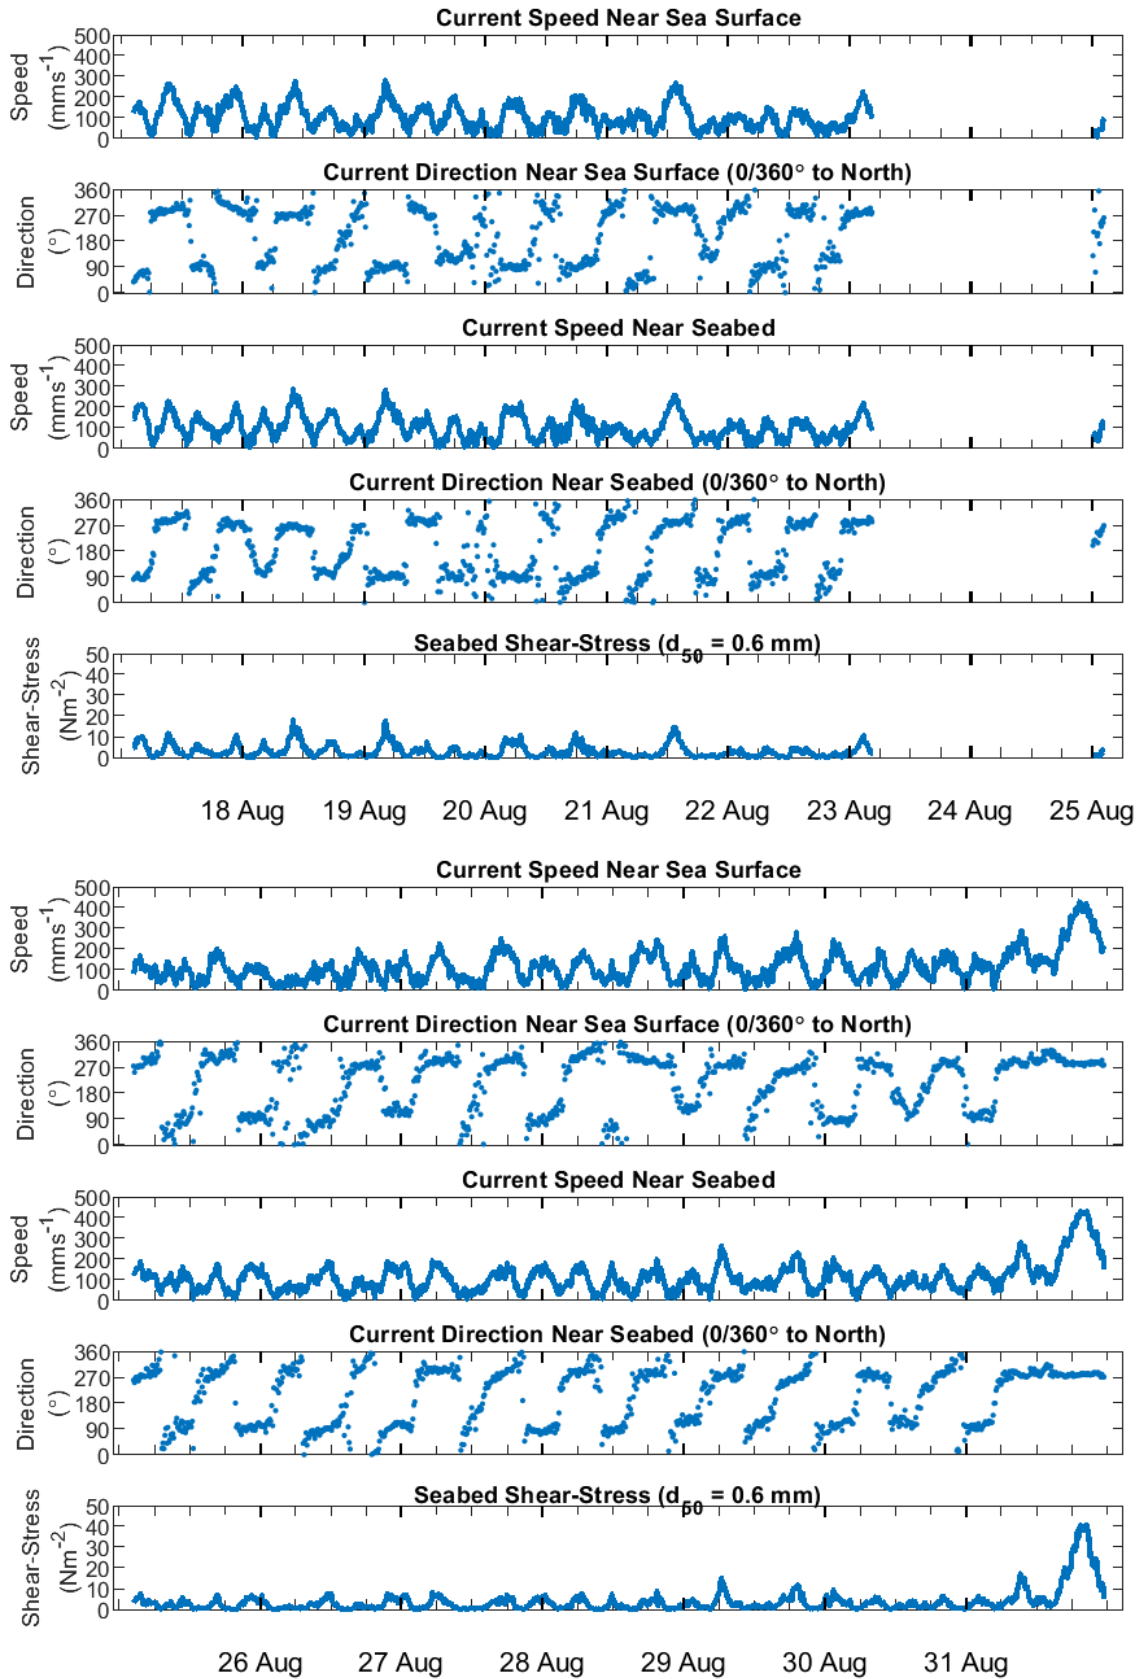 Current Speed Near Sea Surface
Speed
(mms-1)
500
400
300
200
100
0
Current Direction Near Sea Surface (0/360° to North)
Direction
(°)
360
270
180
90
0
Current Speed Near Seabed
Speed
(mms-1)
500
400
300
200
100
0
Current Direction Near Seabed (0/360° to North)
Direction
(°)
360
270
180
90
0
Seabed Shear-Stress (d50 = 0.6 mm)
Shear-Stress
(Nm-2)
50
40
30
20
10
0
18 Aug 19 Aug 20 Aug 21 Aug 22 Aug 23 Aug 24 Aug 25 Aug
Current Speed Near Sea Surface
Speed
(mms-1)
500
400
300
200
100
0
Current Direction Near Sea Surface (0/360° to North)
Direction
(°)
360
270
180
90
0
Current Speed Near Seabed
Speed
(mms-1)
500
400
300
200
100
0
Current Direction Near Seabed (0/360° to North)
Direction
(°)
360
270
180
90
0
Seabed Shear-Stress (d50 = 0.6 mm)
Shear-Stress
(Nm-2)
50
40
30
20
10
0
26 Aug 27 Aug 28 Aug 29 Aug 30 Aug 31 Aug